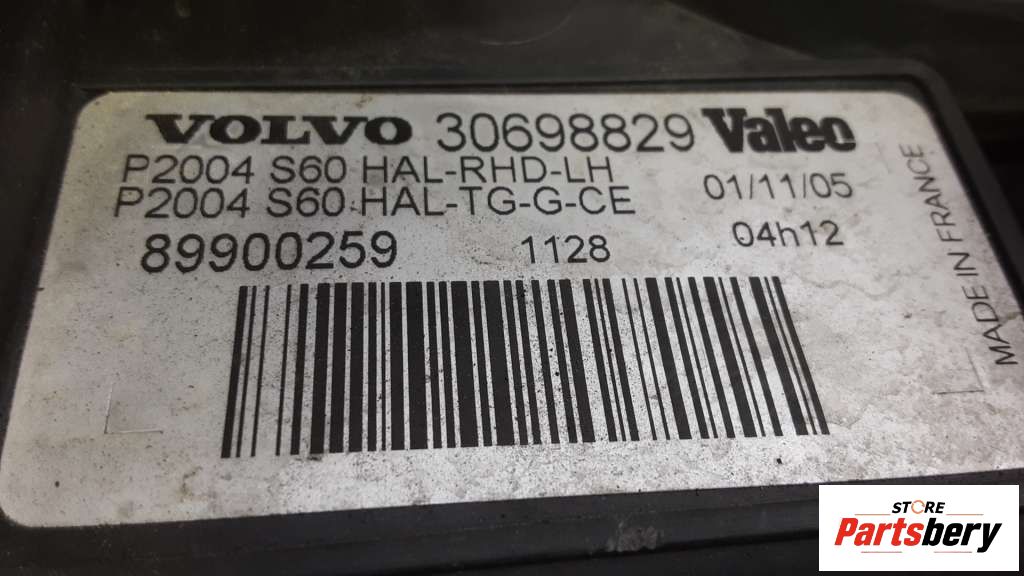 VOLVO 30698829 Valeo
P2004 S60 HAL-RHD-LH
P2004 S60 HAL-TG-G-CE
01/11/05
89900259 1128 04h12
MADE IN FRANCE
STORE
Partsbery